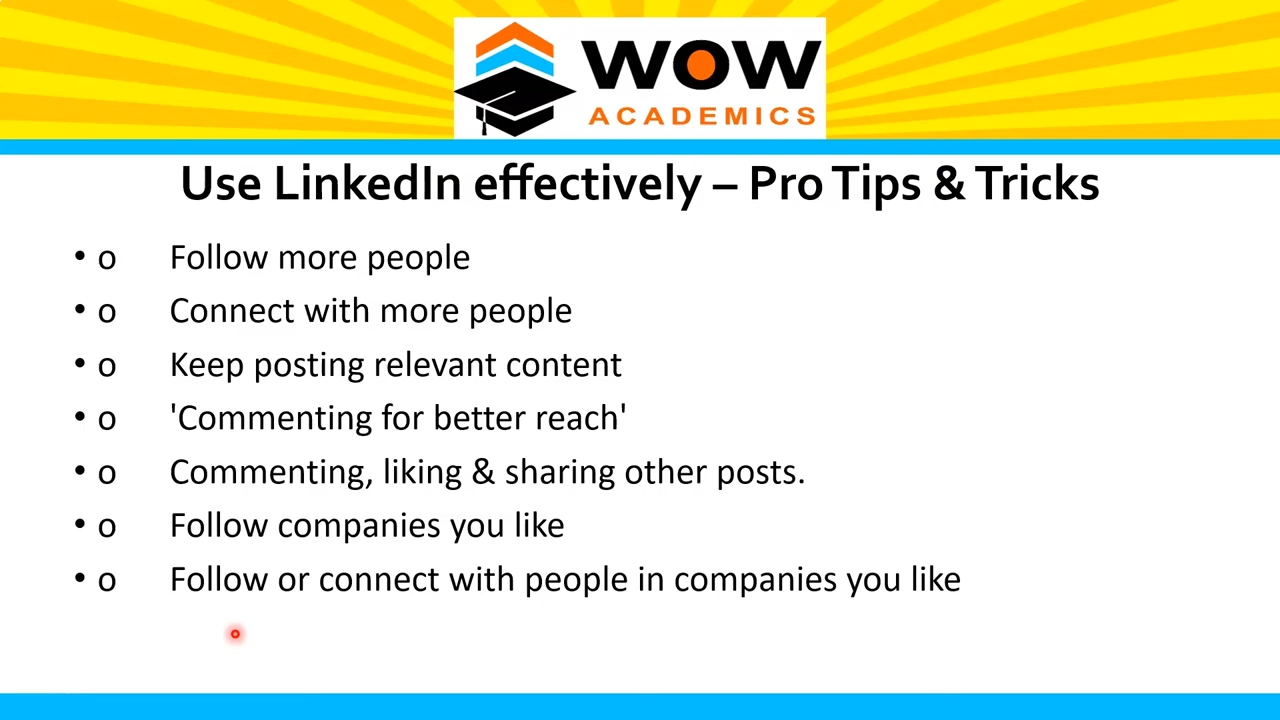 WOW
ACADEMICS
Use LinkedIn effectively – Pro Tips & Tricks
• o Follow more people
• o Connect with more people
• o Keep posting relevant content
• o 'Commenting for better reach'
• o Commenting, liking & sharing other posts.
• o Follow companies you like
• o Follow or connect with people in companies you like